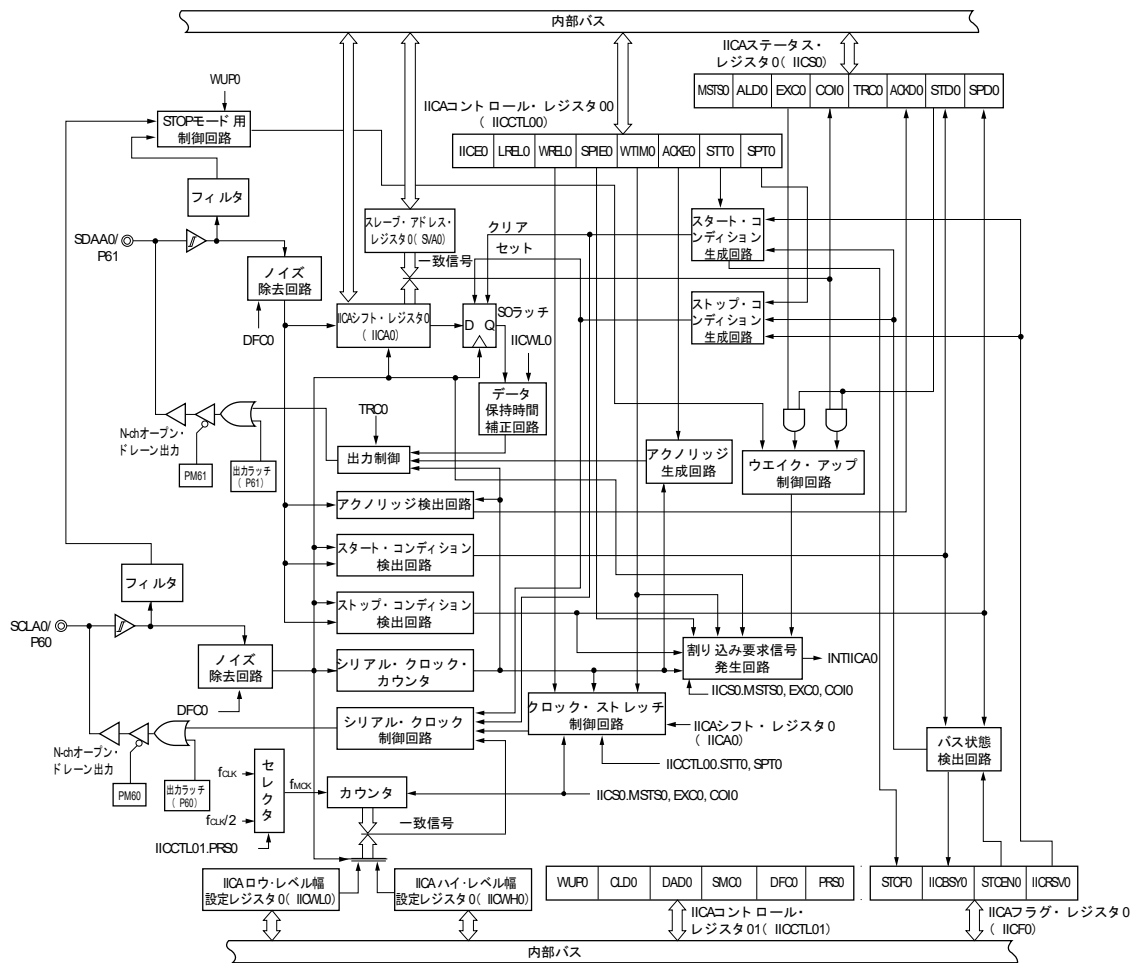 内部バス
IICAステータス・
レジスタ0( IICS0)
MSTS0 ALD0 EXC0 COI0 TRC0 ACKD0 STD0 SPD0
WUP0
IICAコントロール・レジスタ00
( IICCTL00)
IICE0 LREL0 WREL0 SPIE0 WTIM0 ACKE0 STT0 SPT0
STOPモード用
制御回路
フィルタ
SDAA0/
P61
スレーブ・アドレス・
レジスタ0( SVA0)
クリア
セット
スタート・コ
ンディション
生成回路
一致信号
ノイズ
除去回路
DFC0
IICAシフト・レジスタ0
( IICA0)
SOラッチ
D Q
IICWL0
ストップ・コ
ンディション
生成回路
データ
保持時間
補正回路
TRC0
N-chオープン・
ドレーン出力
PM61
出力ラッチ
( P61)
出力制御
アクノリッジ
生成回路
ウエイク・アップ
制御回路
アクノリッジ検出回路
スタート・コンディション
検出回路
フィルタ
ストップ・コンディション
検出回路
SCLA0/
P60
ノイズ
除去回路
DFC0
シリアル・クロック・
カウンタ
割り込み要求信号
発生回路
INTIICA0
IICS0.MSTS0, EXC0, COI0
シリアル・クロック
制御回路
クロック・ストレッチ
制御回路
IICAシフト・レジスタ0
( IICA0)
IICCTL00.STT0, SPT0
バス状態
検出回路
N-chオープン・
ドレーン出力
PM60
出力ラッチ
( P60)
fCLK
fCLK/2
セレクタ
fMCK
カウンタ
IICS0.MSTS0, EXC0, COI0
一致信号
IICCTL01.PRS0
IICAロウ・レベル幅
設定レジスタ0( IICWL0)
IICAハイ・レベル幅
設定レジスタ0( IICWH0)
WUP0 CLD0 DAD0 SMC0 DFC0 PRS0
STCF0 IICBSY0 STCEN0 IICRSV0
IICAコントロール・
レジスタ01( IICCTL01)
IICAフラグ・レジスタ0
( IICF0)
内部バス